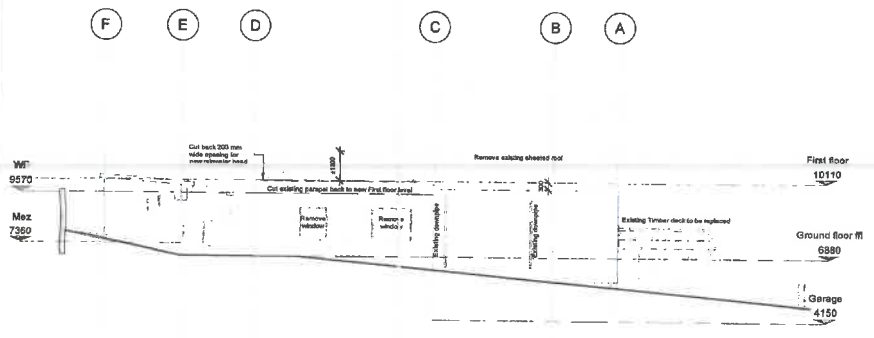 F E D C B A
Cut back 200 mm
wide opening for
new rainwater head
±1800
Remove existing sheeted roof
WF
9570
First floor
10110
Cut existing parapet back to new First floor level
300
Mez
7360
Remove
window
Remove
window
Existing downpipe
Existing downpipe
Existing Timber deck to be replaced
Ground floor ffl
6880
Garage
4150